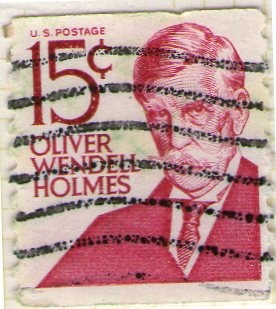 U.S. POSTAGE
15¢
OLIVER
WENDELL
HOLMES